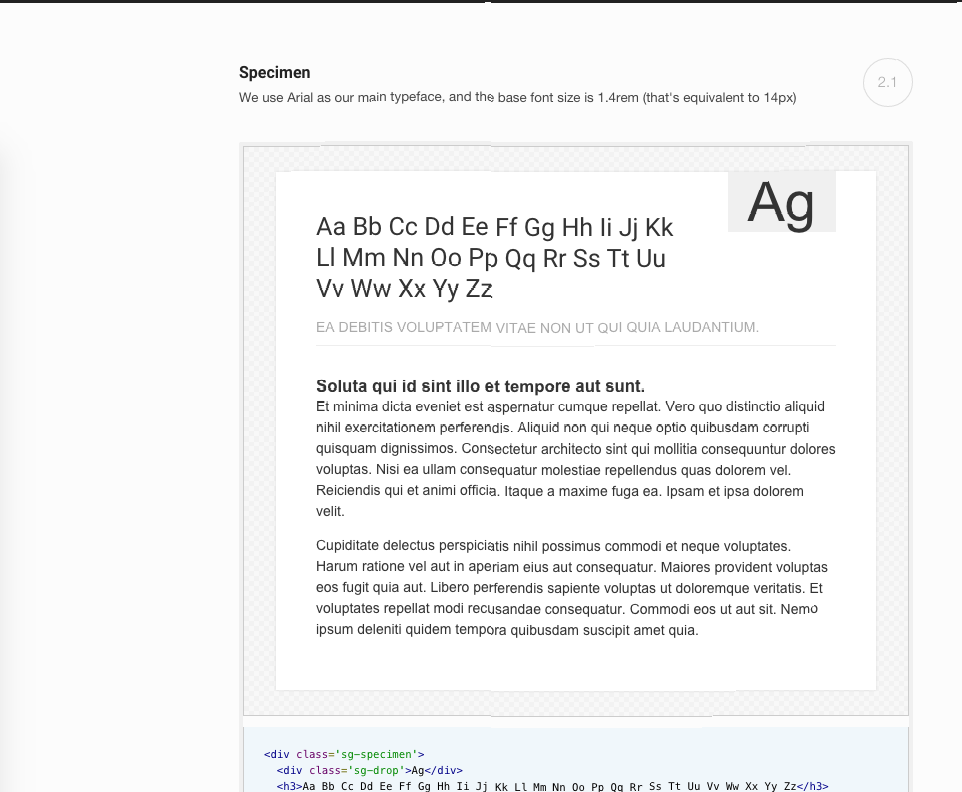 Specimen
2.1
We use Arial as our main typeface, and the base font size is 1.4rem (that's equivalent to 14px)
Ag
Aa Bb Cc Dd Ee Ff Gg Hh Ii Jj Kk
Ll Mm Nn Oo Pp Qq Rr Ss Tt Uu
Vv Ww Xx Yy Zz
EA DEBITIS VOLUPTATEM VITAE NON UT QUI QUIA LAUDANTIUM.
Soluta qui id sint illo et tempore aut sunt.
Et minima dicta eveniet est aspernatur cumque repellat. Vero quo distinctio aliquid
nihil exercitationem perferendis. Aliquid non qui neque optio quibusdam corrupti
quisquam dignissimos. Consectetur architecto sint qui mollitia consequuntur dolores
voluptas. Nisi ea ullam consequatur molestiae repellendus quas dolorem vel.
Reiciendis qui et animi officia. Itaque a maxime fuga ea. Ipsam et ipsa dolorem
velit.
Cupiditate delectus perspiciatis nihil possimus commodi et neque voluptates.
Harum ratione vel aut in aperiam eius aut consequatur. Maiores provident voluptas
eos fugit quia aut. Libero perferendis sapiente voluptas ut doloremque veritatis. Et
voluptates repellat modi recusandae consequatur. Commodi eos ut aut sit. Nemo
ipsum deleniti quidem tempora quibusdam suscipit amet quia.
<div class='sg-specimen'>
<div class='sg-drop'>Ag</div>
<h3>Aa Bb Cc Dd Ee Ff Gg Hh Ii Jj Kk Ll Mm Nn Oo Pp Qq Rr Ss Tt Uu Vv Ww Xx Yy Zz</h3>